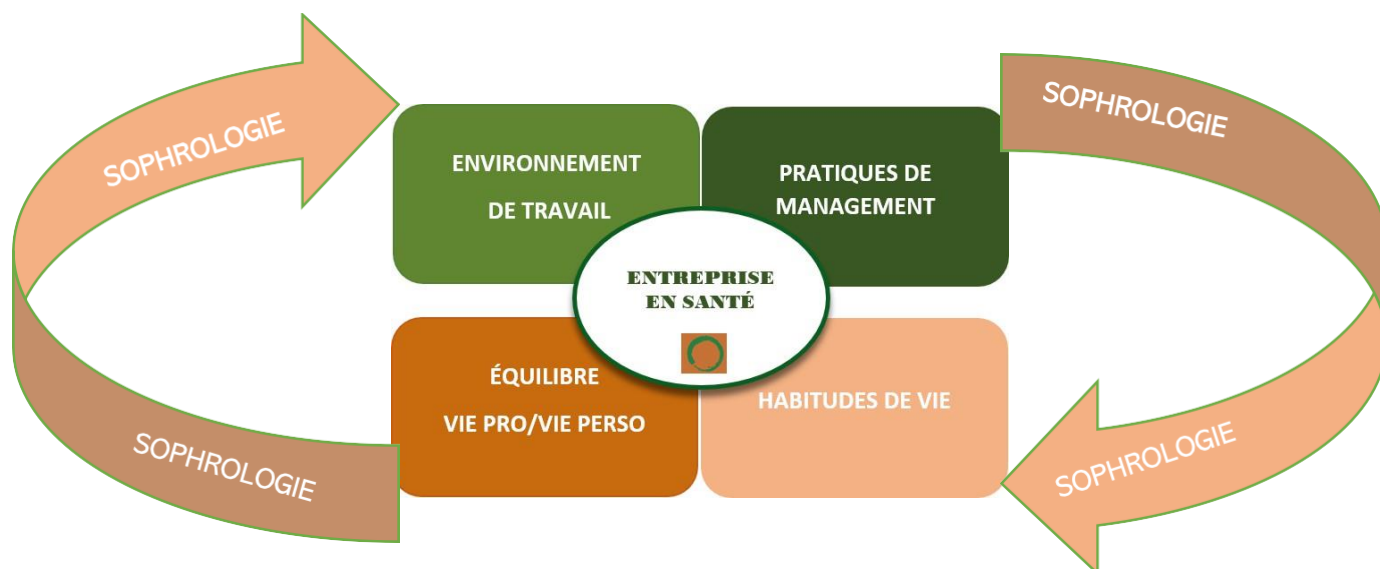 SOPHROLOGIE
ENVIRONNEMENT
DE TRAVAIL
PRATIQUES DE
MANAGEMENT
SOPHROLOGIE
ENTREPRISE
EN SANTÉ
SOPHROLOGIE
ÉQUILIBRE
VIE PRO/VIE PERSO
HABITUDES DE VIE
SOPHROLOGIE